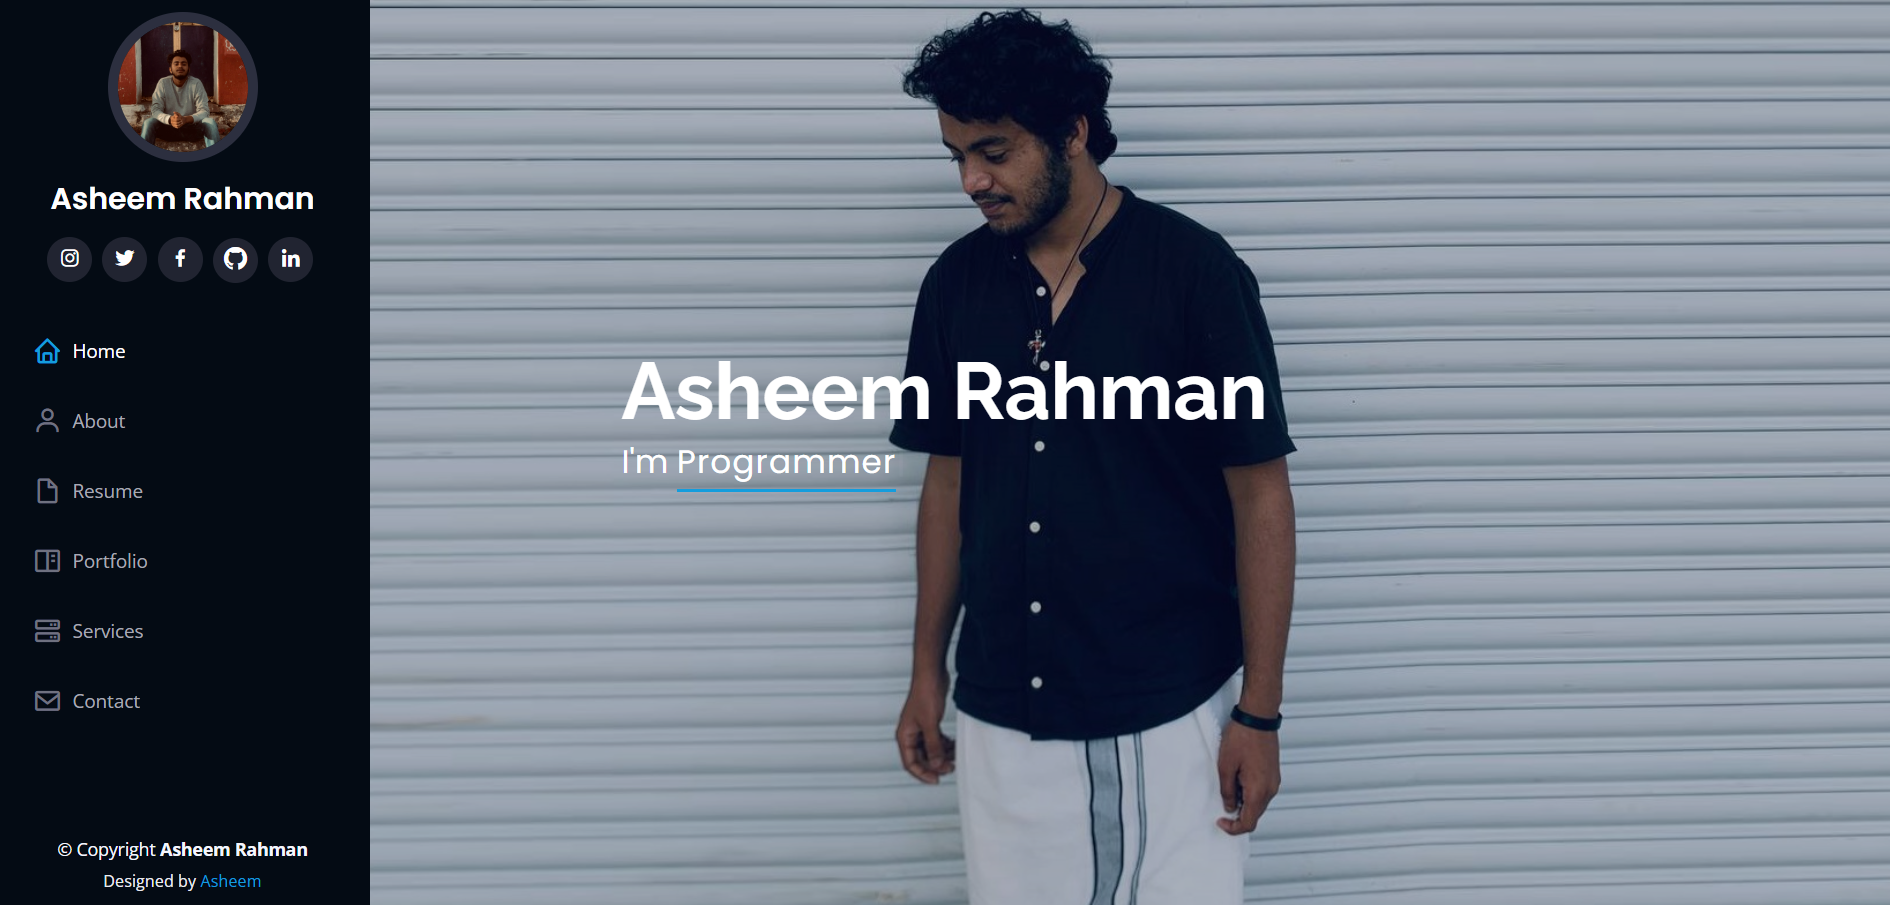 Asheem Rahman
Home
About
Resume
Portfolio
Services
Contact
© Copyright Asheem Rahman
Designed by Asheem
Asheem Rahman
I'm Programmer